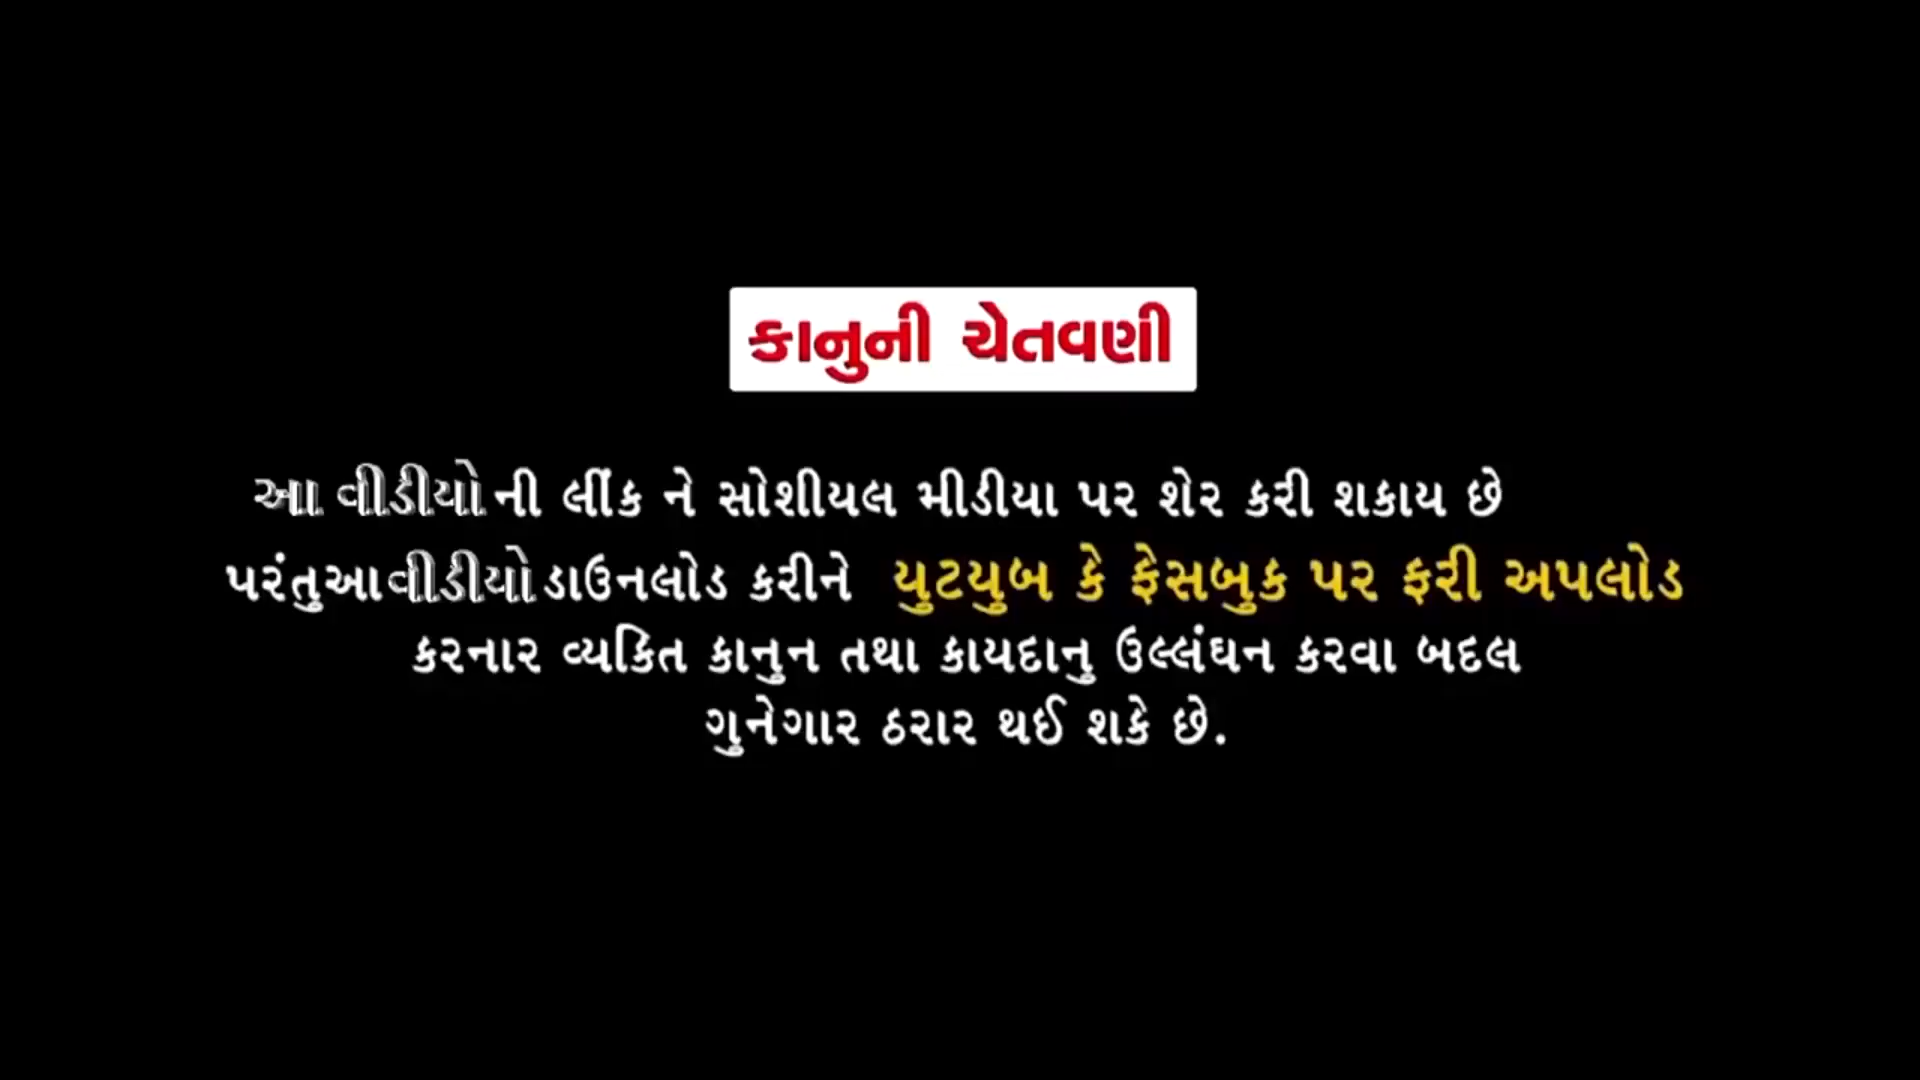 કાનુની ચેતવણી
આ વીડીયો ની લીંક ને સોશીયલ મીડીયા પર શેર કરી શકાય છે
પરંતુ આ વીડીયો ડાઉનલોડ કરીને યુટયુબ કે ફેસબુક પર ફરી અપલોડ
કરનાર વ્યકિત કાનુન તથા કાયદાનુ ઉલ્લંઘન કરવા બદલ
ગુનેગાર ઠરાર થઈ શકે છે.